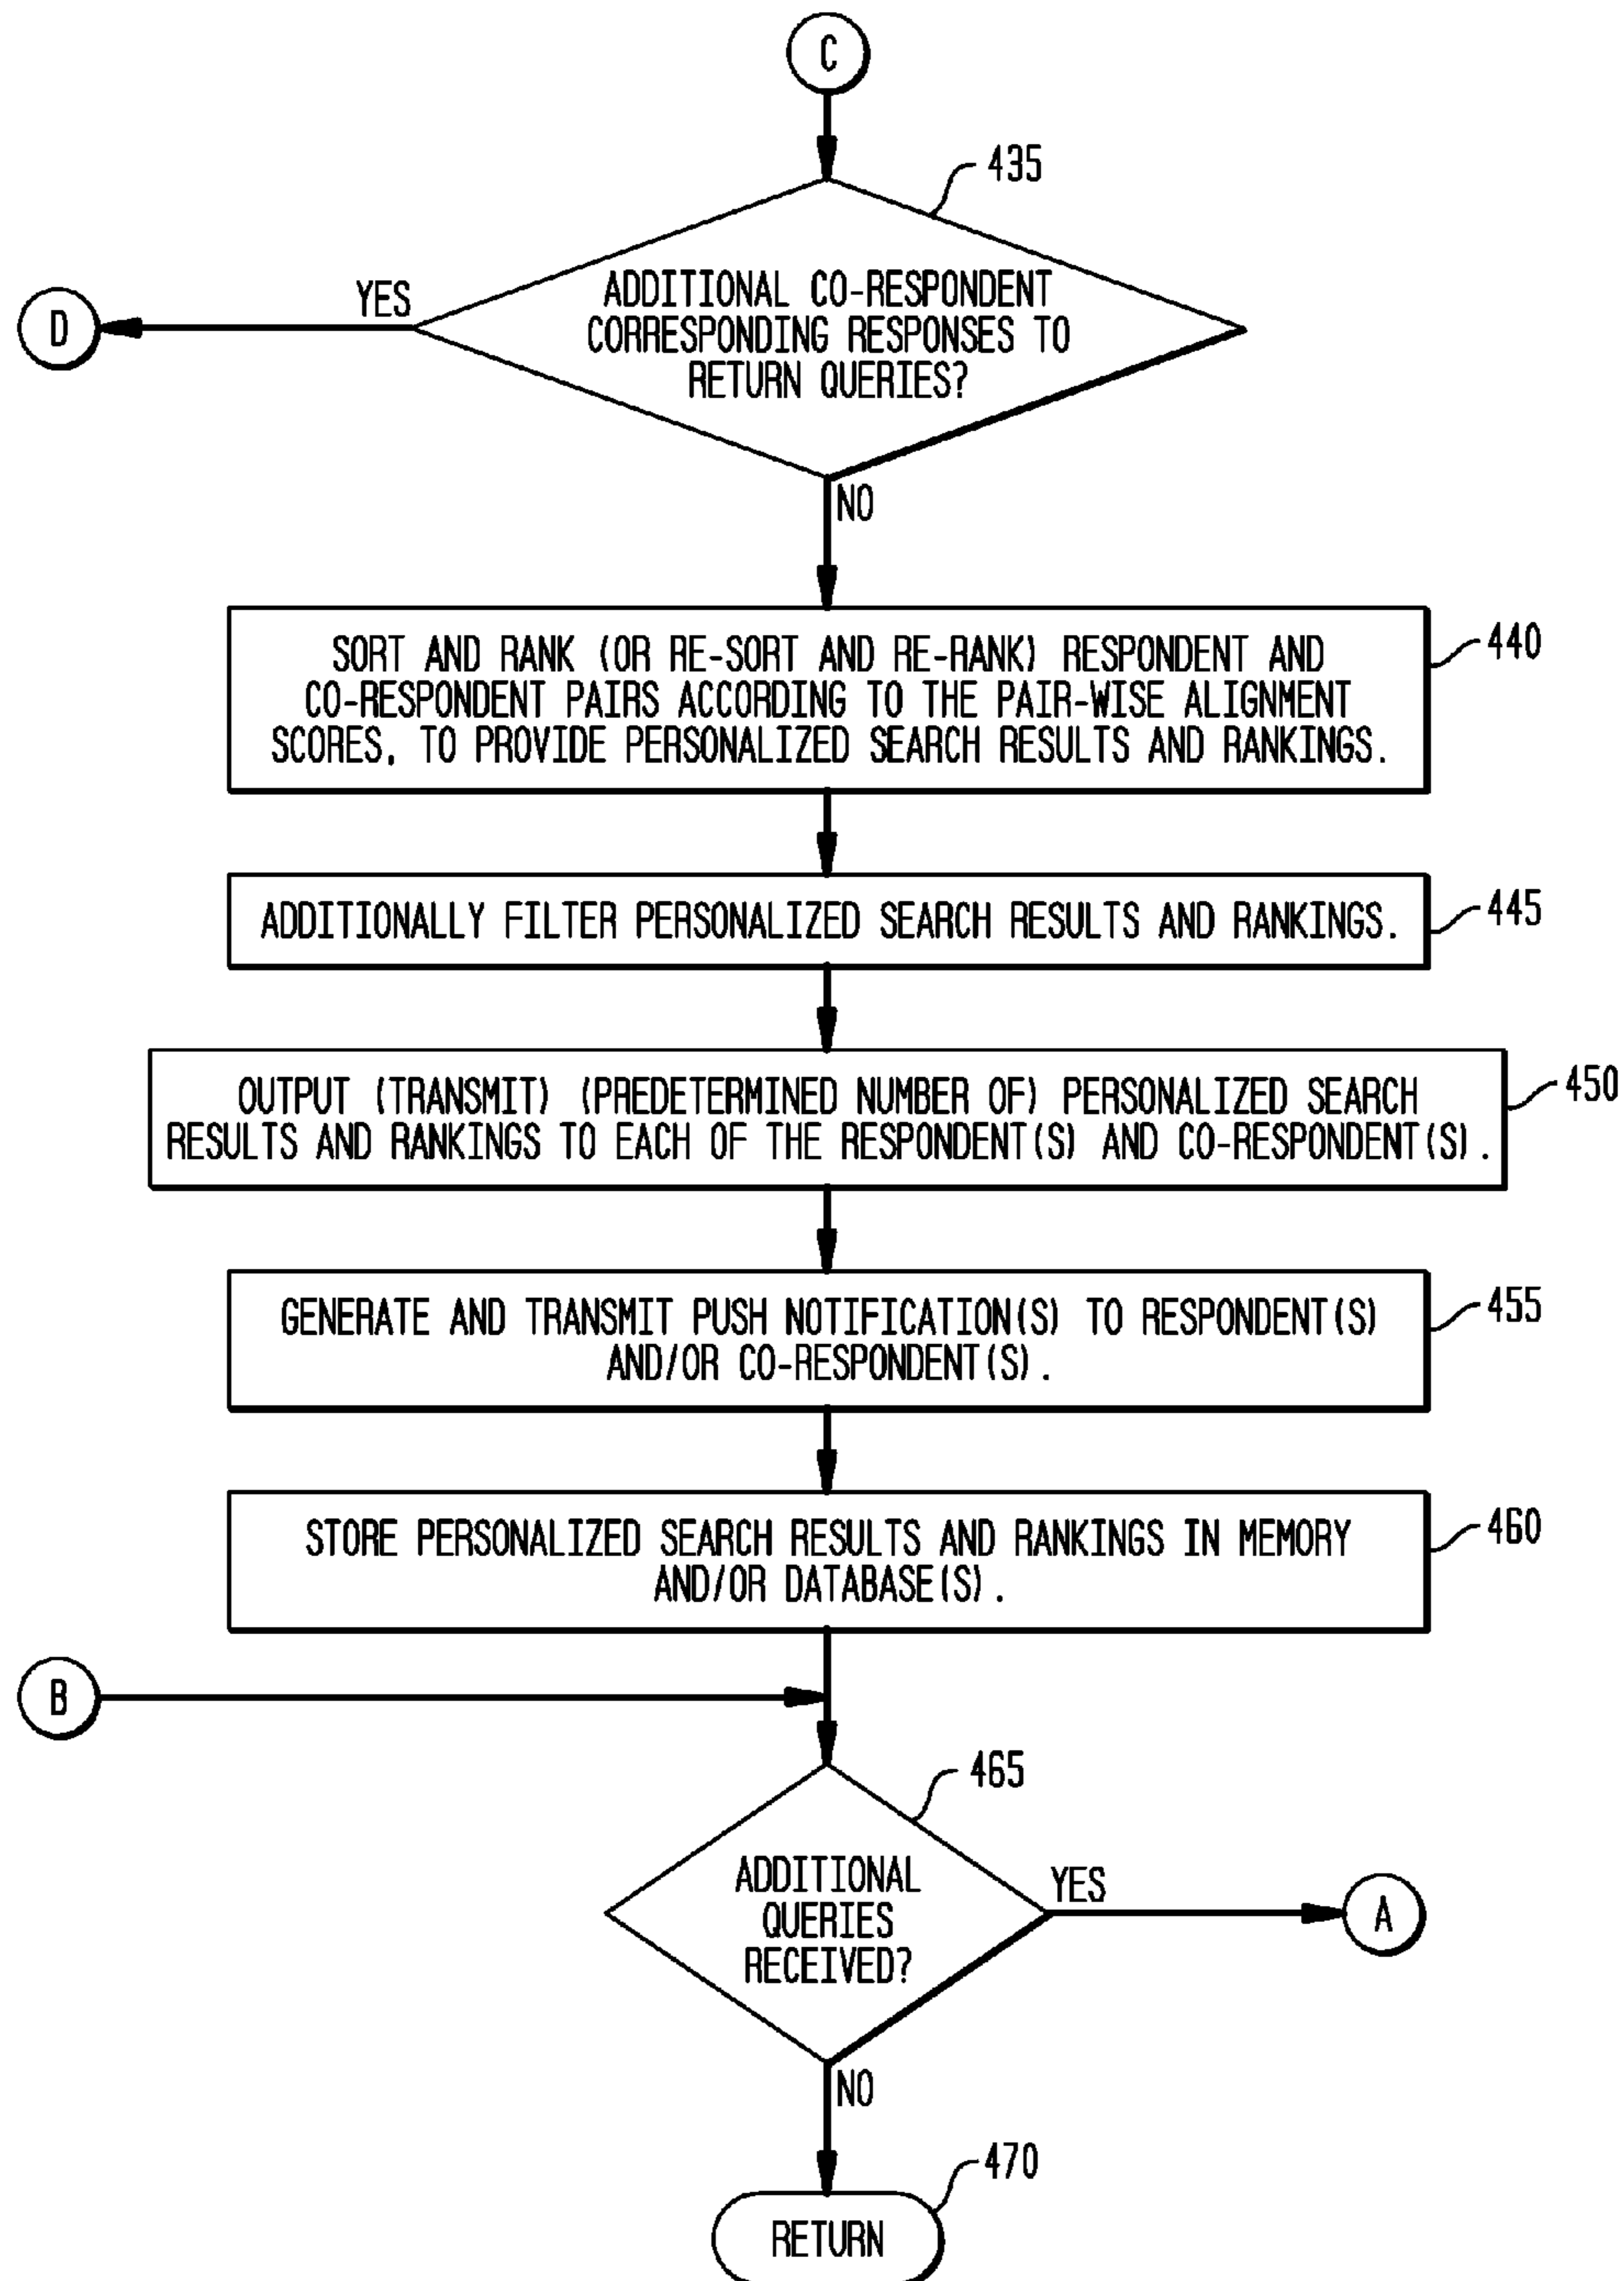 C
435
ADDITIONAL CO-RESPONDENT
CORRESPONDING RESPONSES TO
RETURN QUERIES?
YES
D
NO
SORT AND RANK (OR RE-SORT AND RE-RANK) RESPONDENT AND
CO-RESPONDENT PAIRS ACCORDING TO THE PAIR-WISE ALIGNMENT
SCORES, TO PROVIDE PERSONALIZED SEARCH RESULTS AND RANKINGS.
440
ADDITIONALLY FILTER PERSONALIZED SEARCH RESULTS AND RANKINGS.
445
OUTPUT (TRANSMIT) (PREDETERMINED NUMBER OF) PERSONALIZED SEARCH
RESULTS AND RANKINGS TO EACH OF THE RESPONDENT(S) AND CO-RESPONDENT(S).
450
GENERATE AND TRANSMIT PUSH NOTIFICATION(S) TO RESPONDENT(S)
AND/OR CO-RESPONDENT(S).
455
STORE PERSONALIZED SEARCH RESULTS AND RANKINGS IN MEMORY
AND/OR DATABASE(S).
460
B
465
ADDITIONAL
QUERIES
RECEIVED?
YES
A
NO
470
RETURN